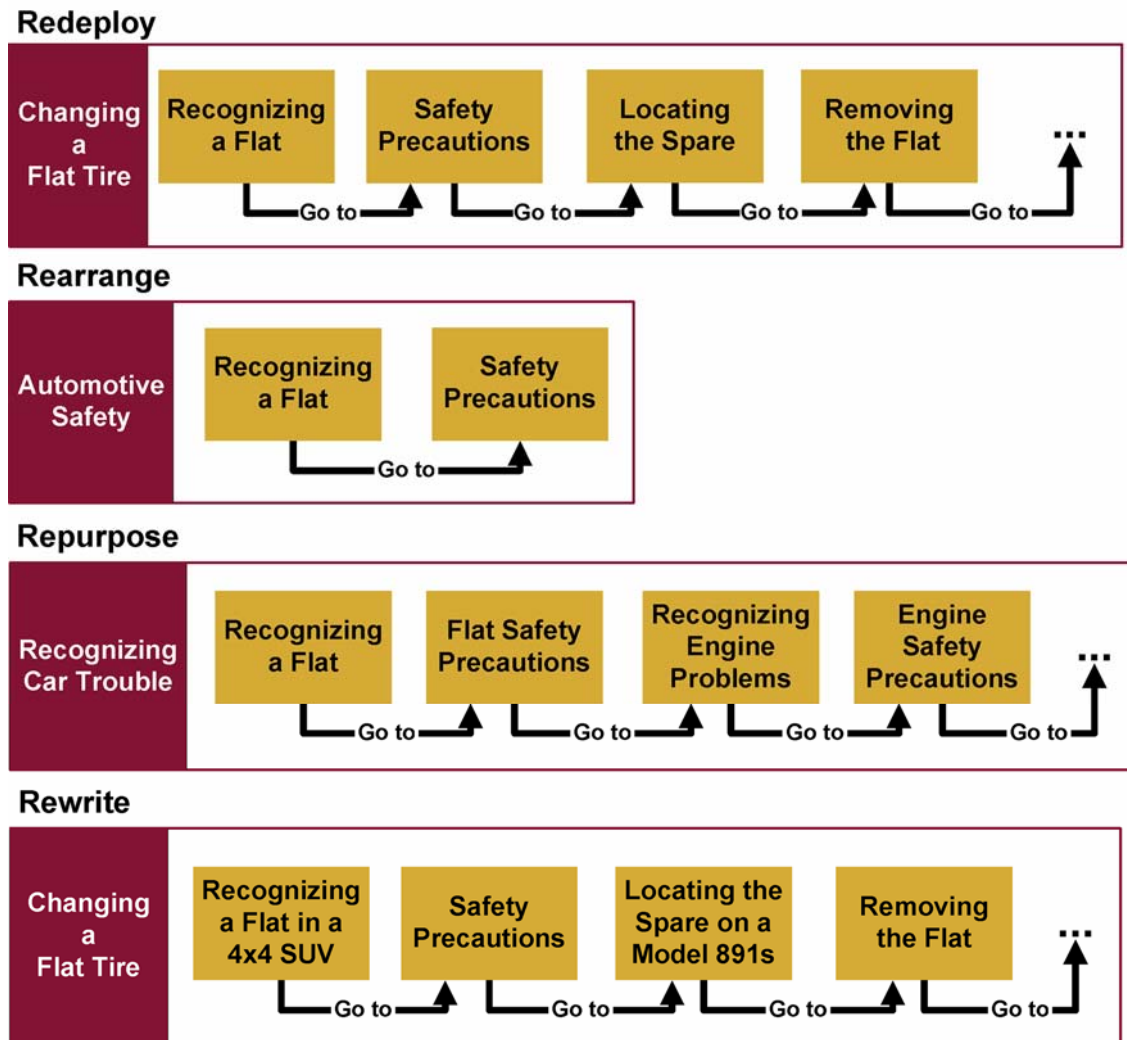 Redeploy
Changing
a
Flat Tire
Recognizing
a Flat
Safety
Precautions
Locating
the Spare
Removing
the Flat
...
Go to
Go to
Go to
Go to
Rearrange
Automotive
Safety
Recognizing
a Flat
Safety
Precautions
Go to
Repurpose
Recognizing
Car Trouble
Recognizing
a Flat
Flat Safety
Precautions
Recognizing
Engine
Problems
Engine
Safety
Precautions
...
Go to
Go to
Go to
Go to
Rewrite
Changing
a
Flat Tire
Recognizing
a Flat in a
4x4 SUV
Safety
Precautions
Locating the
Spare on a
Model 891s
Removing
the Flat
...
Go to
Go to
Go to
Go to